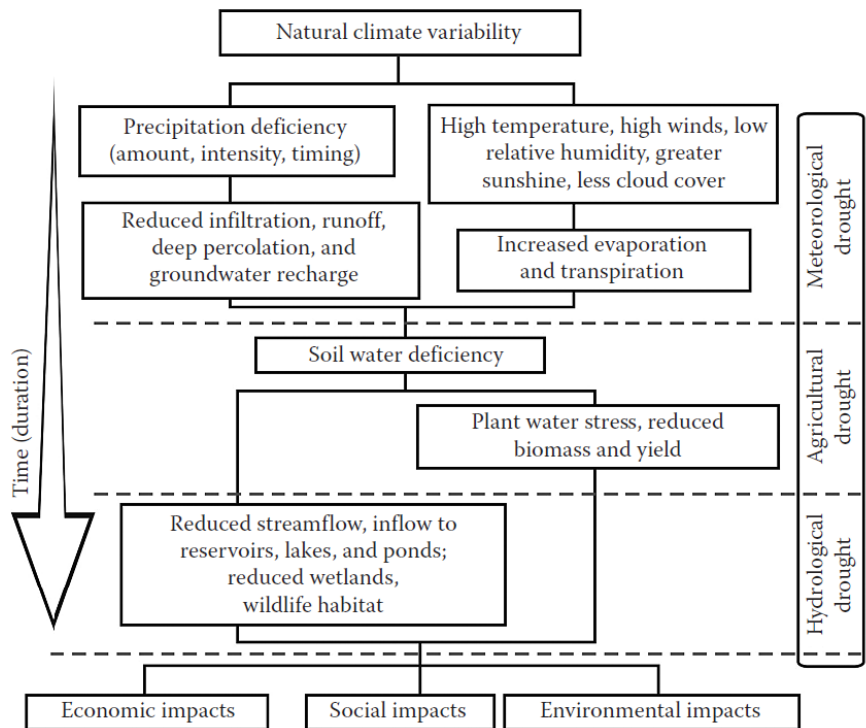 Natural climate variability
Precipitation deficiency
(amount, intensity, timing)
High temperature, high winds, low
relative humidity, greater
sunshine, less cloud cover
Reduced infiltration, runoff,
deep percolation, and
groundwater recharge
Increased evaporation
and transpiration
Meteorological
drought
Soil water deficiency
Plant water stress, reduced
biomass and yield
Agricultural
drought
Time (duration)
Reduced streamflow, inflow to
reservoirs, lakes, and ponds;
reduced wetlands,
wildlife habitat
Hydrological
drought
Economic impacts
Social impacts
Environmental impacts